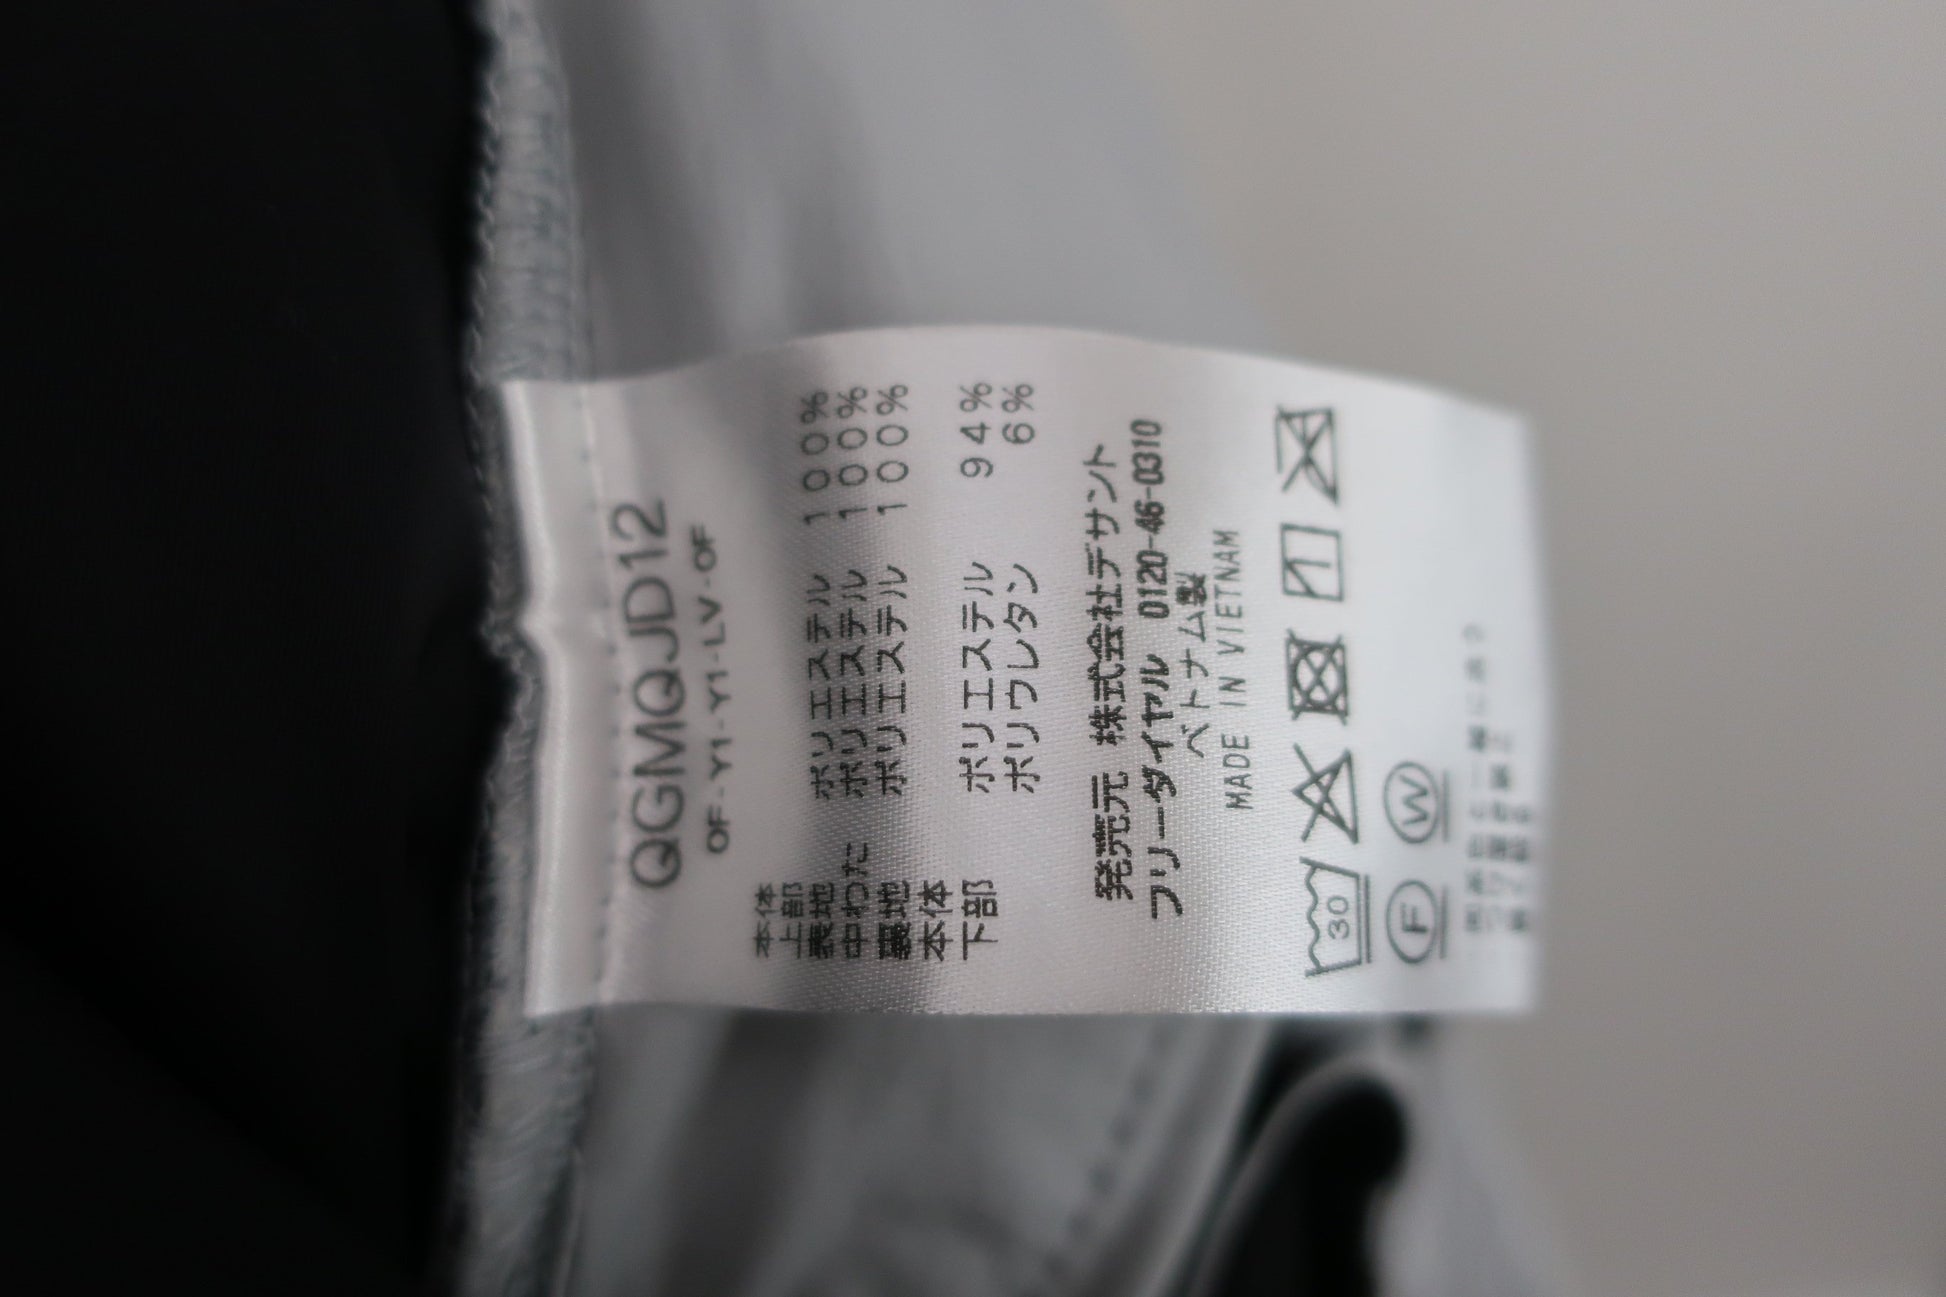 QGMQJD12
OF-Y1-Y1-LV-OF
本体
上部
裏地 ポリエステル 100%
中わた ポリエステル 100%
裏地 ポリエステル 100%
本体
下部 ポリエステル 94%
ポリウレタン 6%
発売元 株式会社デサント
フリーダイヤル 0120-46-0310
ベトナム製
MADE IN VIETNAM
30
F W